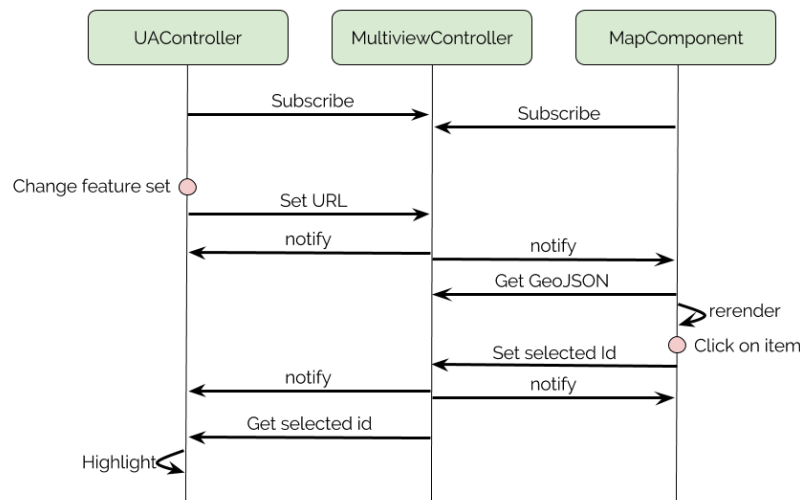 UAController
MultiviewController
MapComponent
Subscribe
Subscribe
Change feature set
Set URL
notify
notify
Get GeoJSON
rerender
Click on item
Set selected Id
notify
notify
Get selected id
Highlight